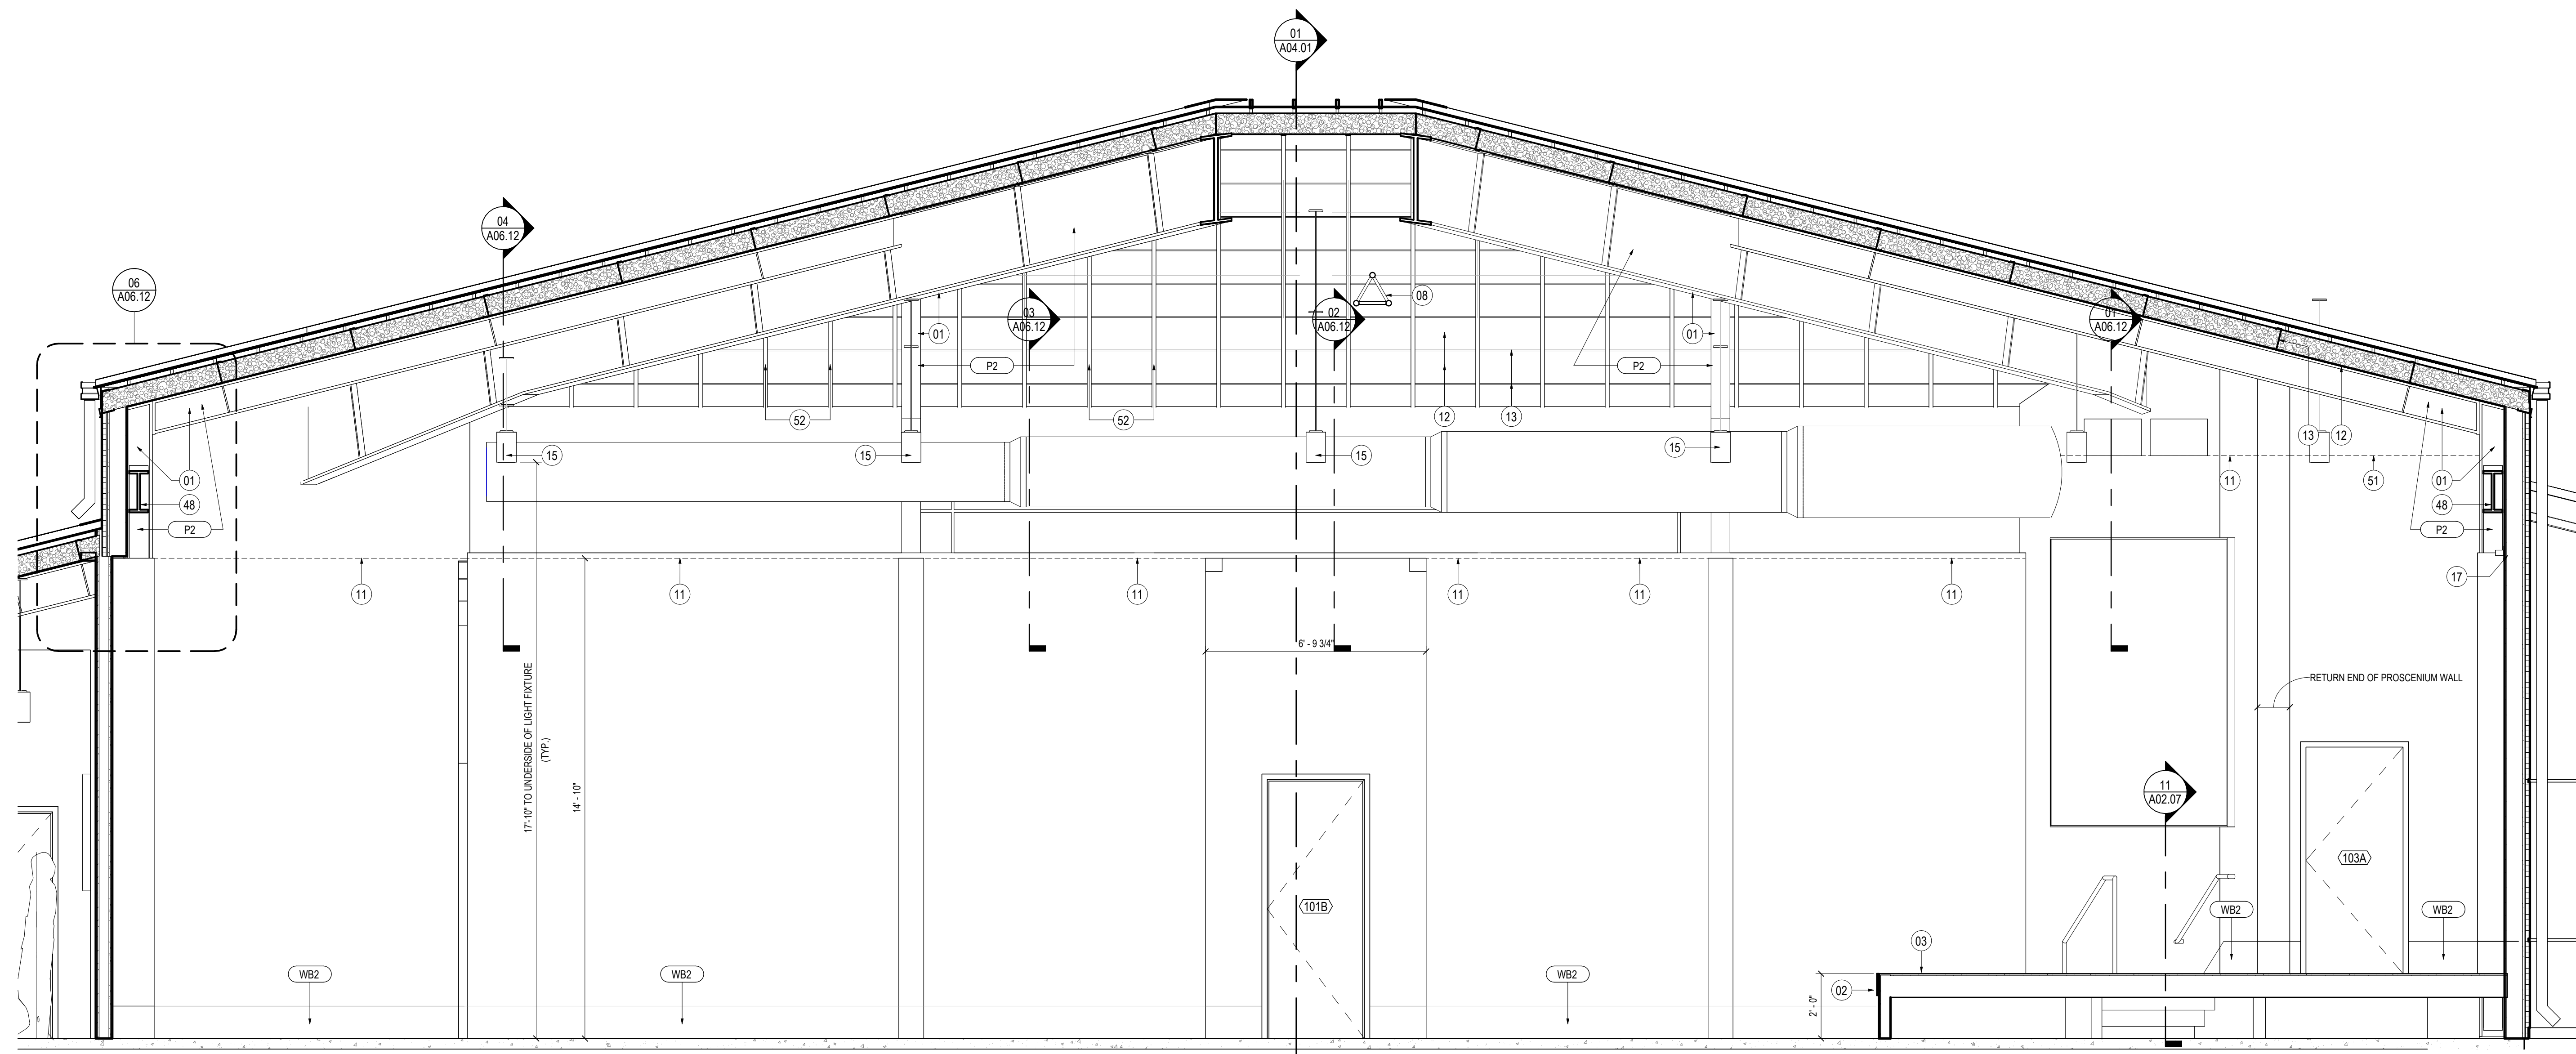 01
A04.01
04
A06.12
06
A06.12
08
03
A06.12
02
A06.12
01
A06.12
01
01
P2
P2
52
52
12
13
13
12
15
15
15
15
01
48
P2
11
51
01
48
P2
17
11
11
11
11
11
11
6' - 9 3/4"
RETURN END OF PROSCENIUM WALL
17'-10" TO UNDERSIDE OF LIGHT FIXTURE
(TYP.)
14' - 10"
11
A02.07
103A
101B
WB2
WB2
03
WB2
WB2
WB2
02
2' - 0"